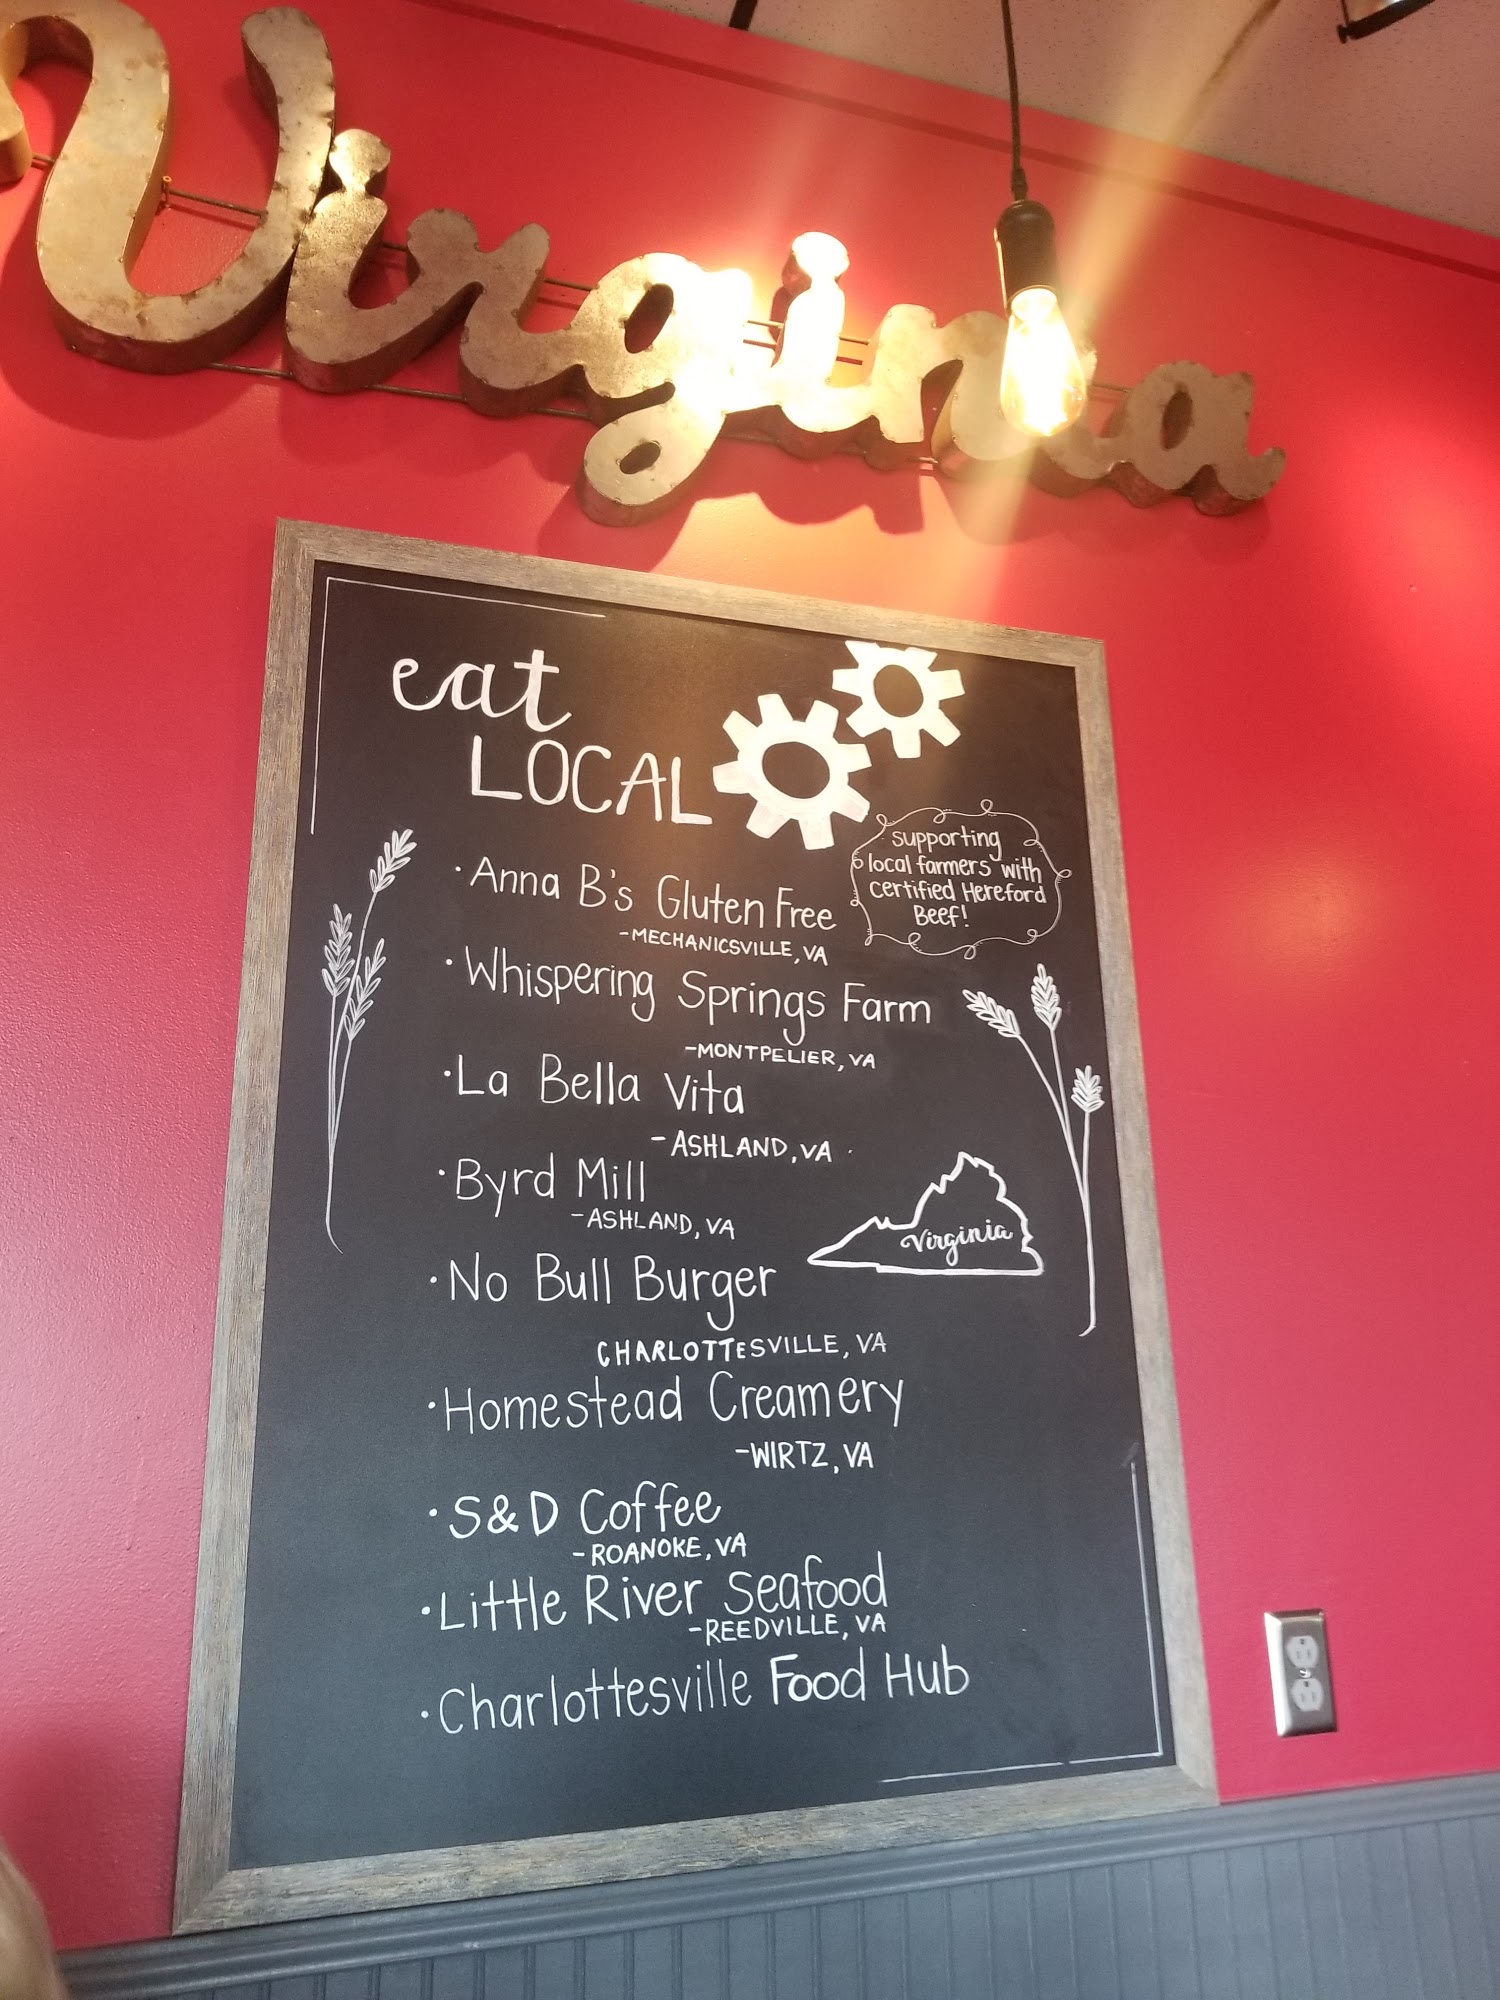 Virginia
eat
LOCAL
supporting
local farmers with
certified Hereford
Beef!
· Anna B's Gluten Free
-MECHANICSVILLE, VA
· Whispering Springs Farm
-MONTPELIER, VA
· La Bella Vita
-ASHLAND, VA
· Byrd Mill
-ASHLAND, VA
Virginia
· No Bull Burger
CHARLOTTESVILLE, VA
· Homestead Creamery
-WIRTZ, VA
· S&D Coffee
-ROANOKE, VA
· Little River Seafood
-REEDVILLE, VA
· Charlottesville Food Hub